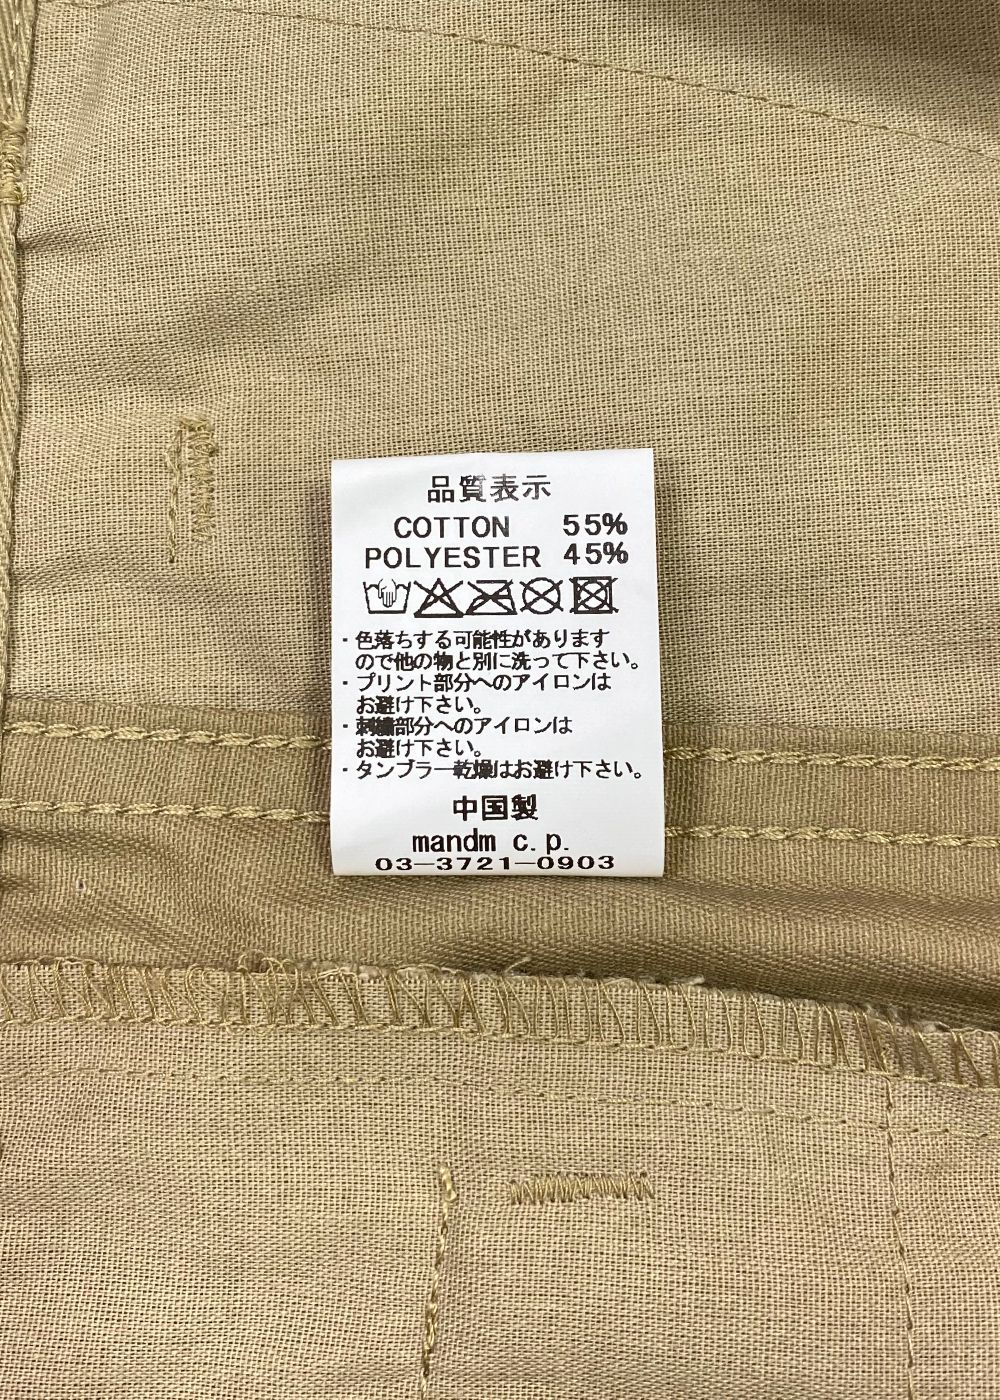 品質表示
COTTON 55%
POLYESTER 45%
・色落ちする可能性があります
ので他の物と別に洗って下さい。
・プリント部分へのアイロンは
お避け下さい。
・刺繍部分へのアイロンは
お避け下さい。
・タンブラー乾燥はお避け下さい。
中国製
mandm c.p.
03-3721-0903